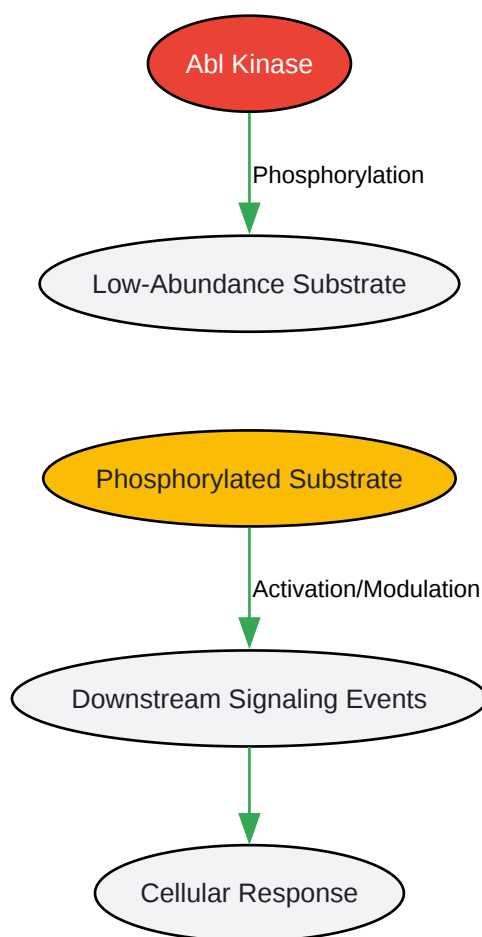 Abl Kinase
Phosphorylation
Low-Abundance Substrate
Phosphorylated Substrate
Activation/Modulation
Downstream Signaling Events
Cellular Response